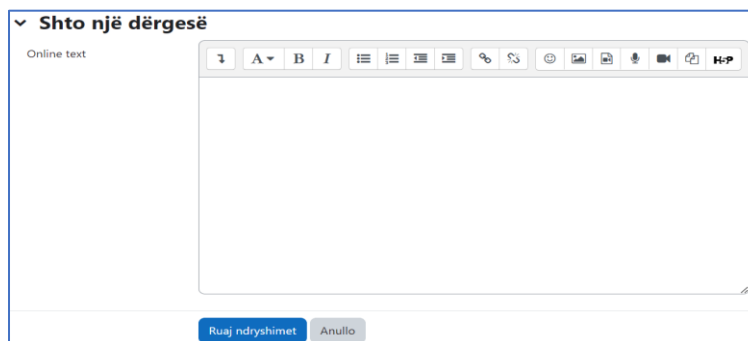 Shto një dërgesë
Online text
A B I H-P
Ruaj ndryshimet Anullo